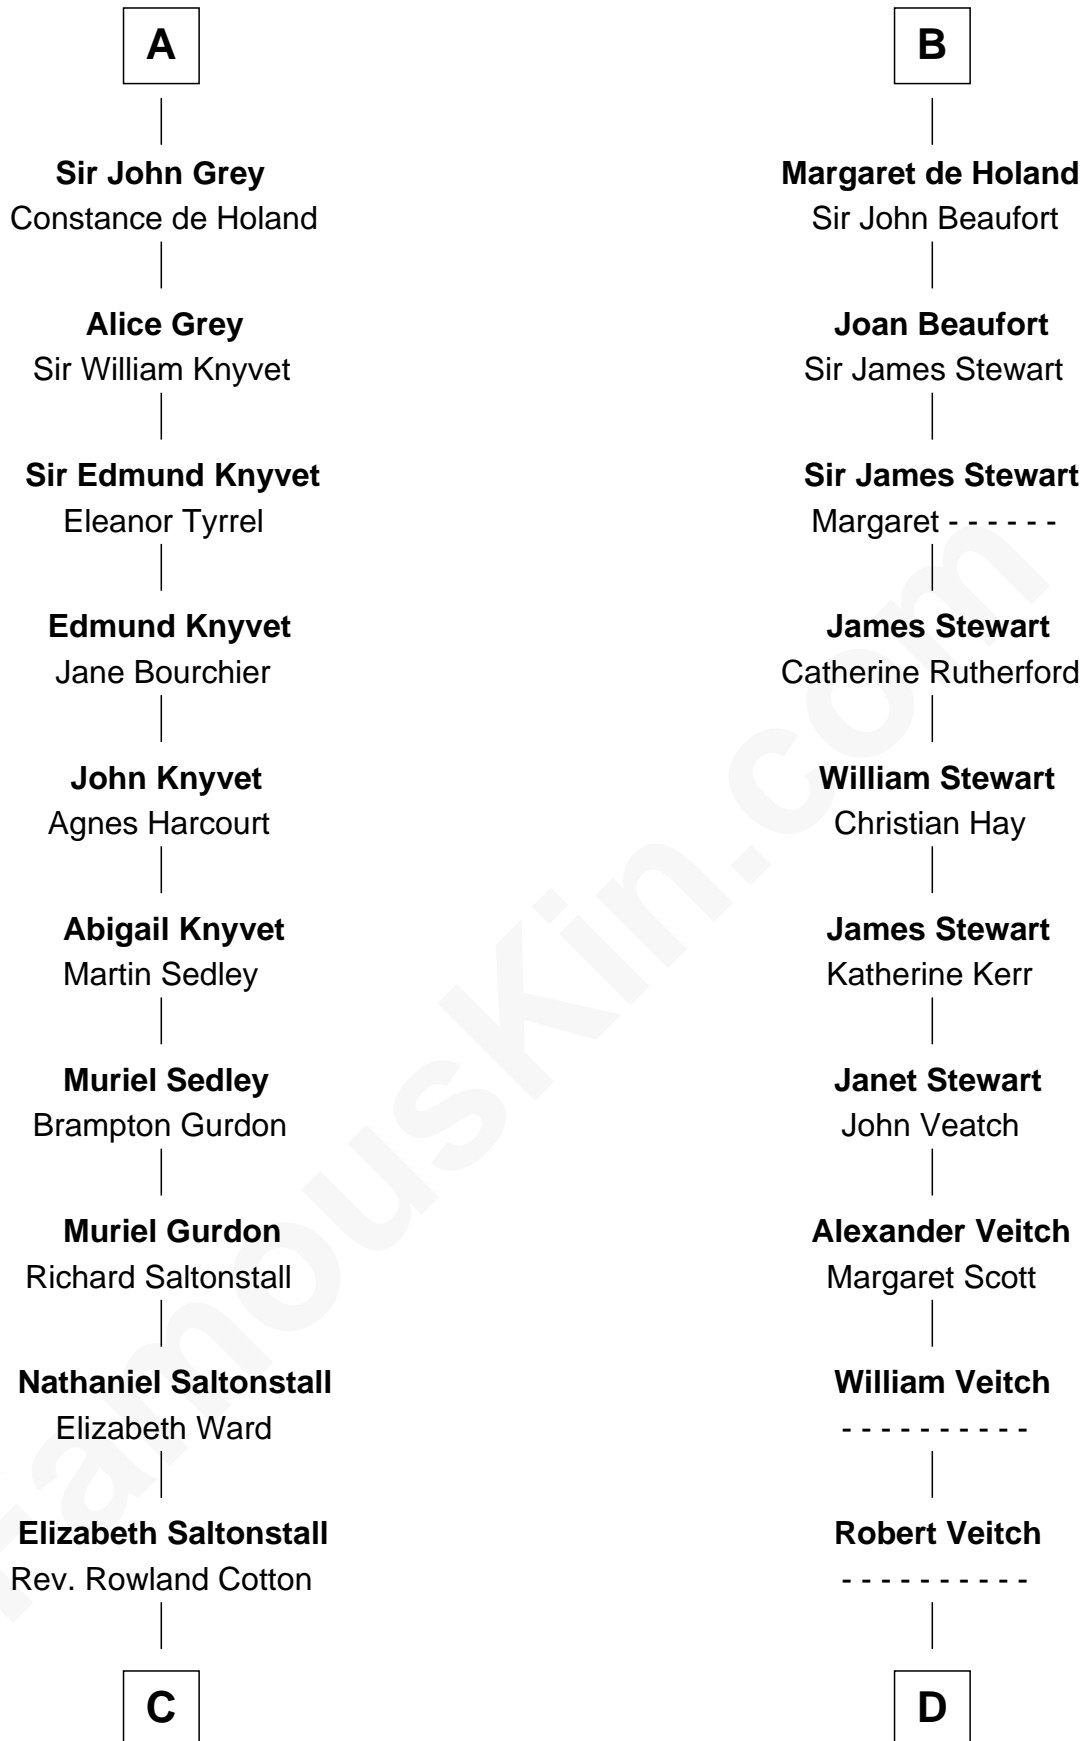 A
Sir John Grey
Constance de Holand
Alice Grey
Sir William Knyvet
Sir Edmund Knyvet
Eleanor Tyrrel
Edmund Knyvet
Jane Bourchier
John Knyvet
Agnes Harcourt
Abigail Knyvet
Martin Sedley
Muriel Sedley
Brampton Gurdon
Muriel Gurdon
Richard Saltonstall
Nathaniel Saltonstall
Elizabeth Ward
Elizabeth Saltonstall
Rev. Rowland Cotton
C
B
Margaret de Holand
Sir John Beaufort
Joan Beaufort
Sir James Stewart
Sir James Stewart
Margaret - - - - - -
James Stewart
Catherine Rutherford
William Stewart
Christian Hay
James Stewart
Katherine Kerr
Janet Stewart
John Veatch
Alexander Veitch
Margaret Scott
William Veitch
- - - - - - - - - -
Robert Veitch
- - - - - - - - - -
D
FamousKin.com